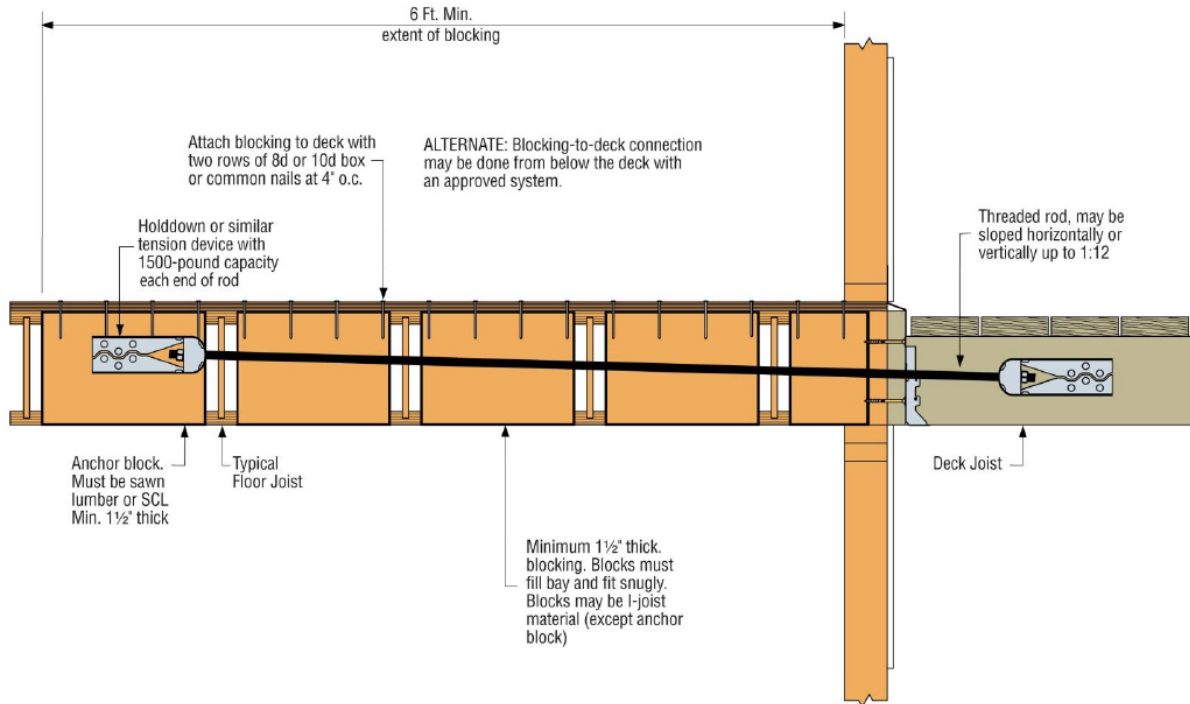 6 Ft. Min.
extent of blocking
Attach blocking to deck with
two rows of 8d or 10d box
or common nails at 4" o.c.
ALTERNATE: Blocking-to-deck connection
may be done from below the deck with
an approved system.
Holddown or similar
tension device with
1500-pound capacity
each end of rod
Threaded rod, may be
sloped horizontally or
vertically up to 1:12
Anchor block.
Must be sawn
lumber or SCL
Min. 1½" thick
Typical
Floor Joist
Deck Joist
Minimum 1½" thick.
blocking. Blocks must
fill bay and fit snugly.
Blocks may be I-joist
material (except anchor
block)